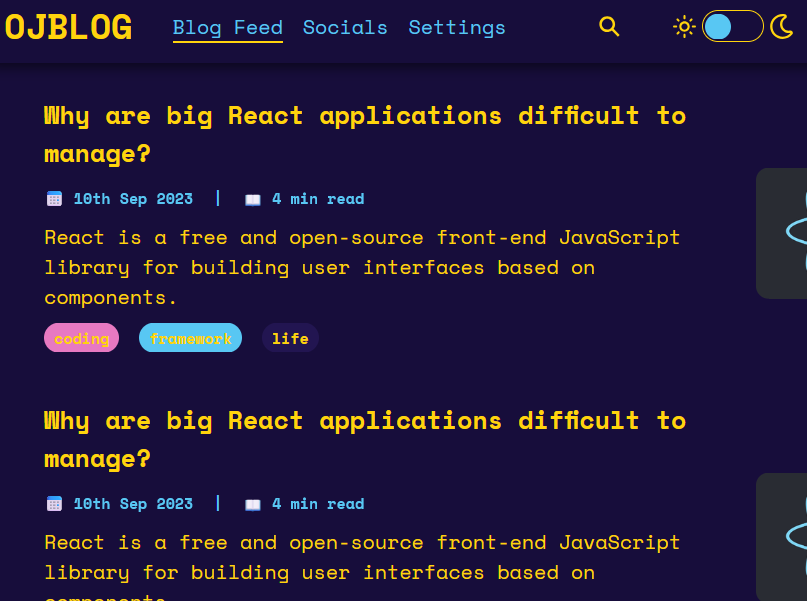 OJBLOG Blog Feed Socials Settings
Why are big React applications difficult to
manage?
10th Sep 2023 | 4 min read
React is a free and open-source front-end JavaScript
library for building user interfaces based on
components.
coding framework life
Why are big React applications difficult to
manage?
10th Sep 2023 | 4 min read
React is a free and open-source front-end JavaScript
library for building user interfaces based on
components.